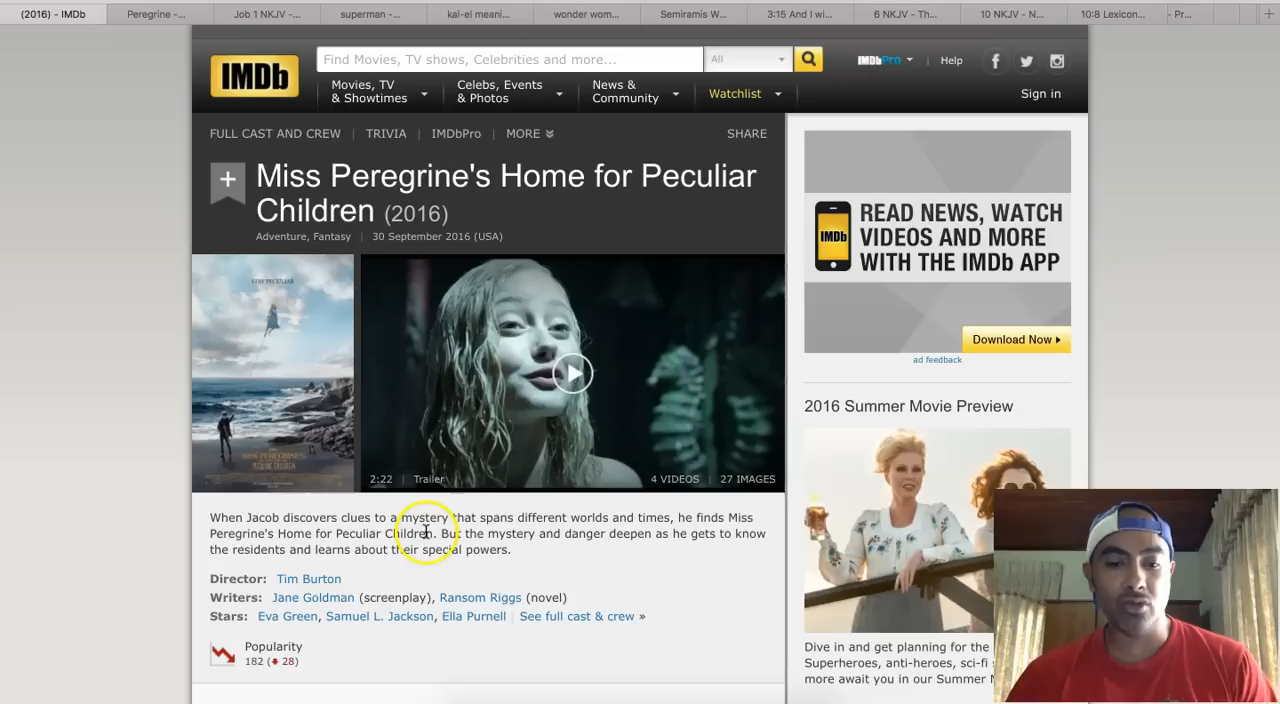 (2016) - IMDb
Peregrine -...
Job 1 NKJV -...
superman -...
kal-el meani...
wonder wom...
Semiramis W...
3:15 And I wi...
6 NKJV - Th...
10 NKJV - N...
10:8 Lexicon...
- Pr...
IMDb
Find Movies, TV shows, Celebrities and more...
All
IMDbPro
Help
Movies, TV
& Showtimes
Celebs, Events
& Photos
News &
Community
Watchlist
Sign in
FULL CAST AND CREW | TRIVIA | IMDbPro | MORE
SHARE
+
Miss Peregrine's Home for Peculiar
Children (2016)
Adventure, Fantasy | 30 September 2016 (USA)
STAY PECULIAR
MISS PEREGRINE'S
PECULIAR CHILDREN
2:22 | Trailer
4 VIDEOS | 27 IMAGES
When Jacob discovers clues to a mystery that spans different worlds and times, he finds Miss
Peregrine's Home for Peculiar Children. But the mystery and danger deepen as he gets to know
the residents and learns about their special powers.
Director: Tim Burton
Writers: Jane Goldman (screenplay), Ransom Riggs (novel)
Stars: Eva Green, Samuel L. Jackson, Ella Purnell | See full cast & crew »
Popularity
182 (28)
IMDb
READ NEWS, WATCH
VIDEOS AND MORE
WITH THE IMDb APP
Download Now
ad feedback
2016 Summer Movie Preview
Dive in and get planning for the
Superheroes, anti-heroes, sci-fi
more await you in our Summer